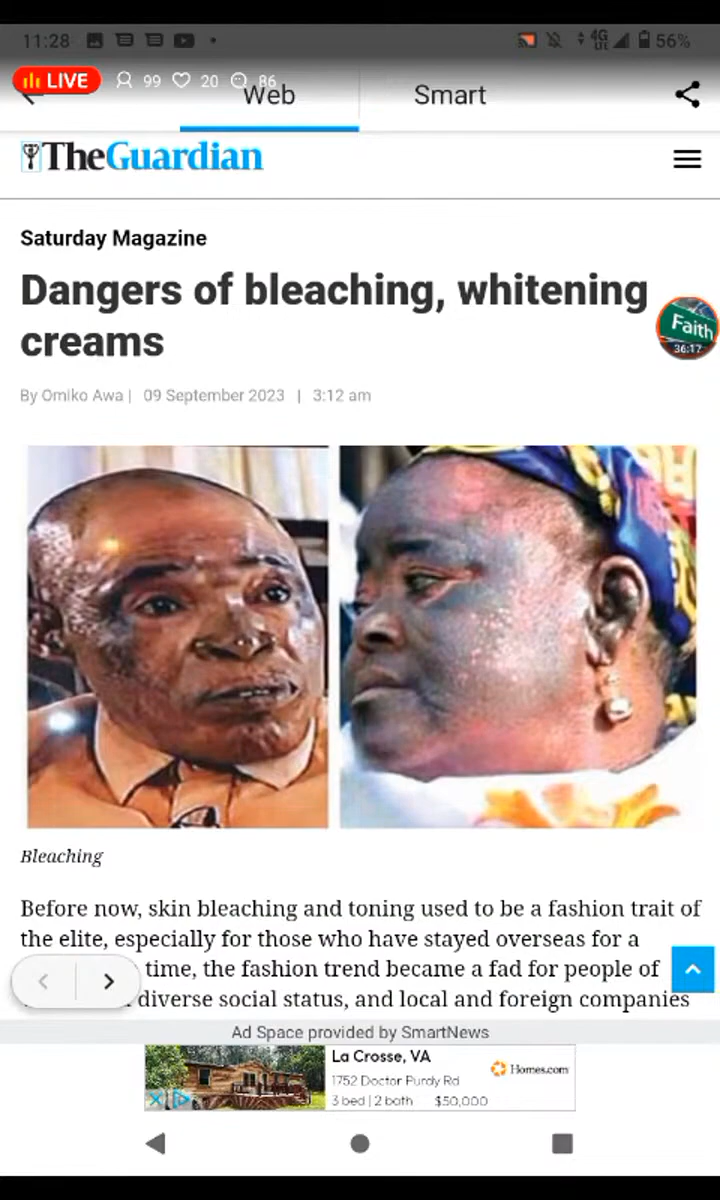 11:28
4G
LTE
56%
LIVE 99 20 86
Web Smart
TheGuardian
Saturday Magazine
Dangers of bleaching, whitening
creams
Faith
36:17
By Omiko Awa | 09 September 2023 | 3:12 am
Bleaching
Before now, skin bleaching and toning used to be a fashion trait of
the elite, especially for those who have stayed overseas for a
time, the fashion trend became a fad for people of
diverse social status, and local and foreign companies
Ad Space provided by SmartNews
La Crosse, VA
1752 Doctor Purdy Rd
3 bed | 2 bath $50,000
Homes.com